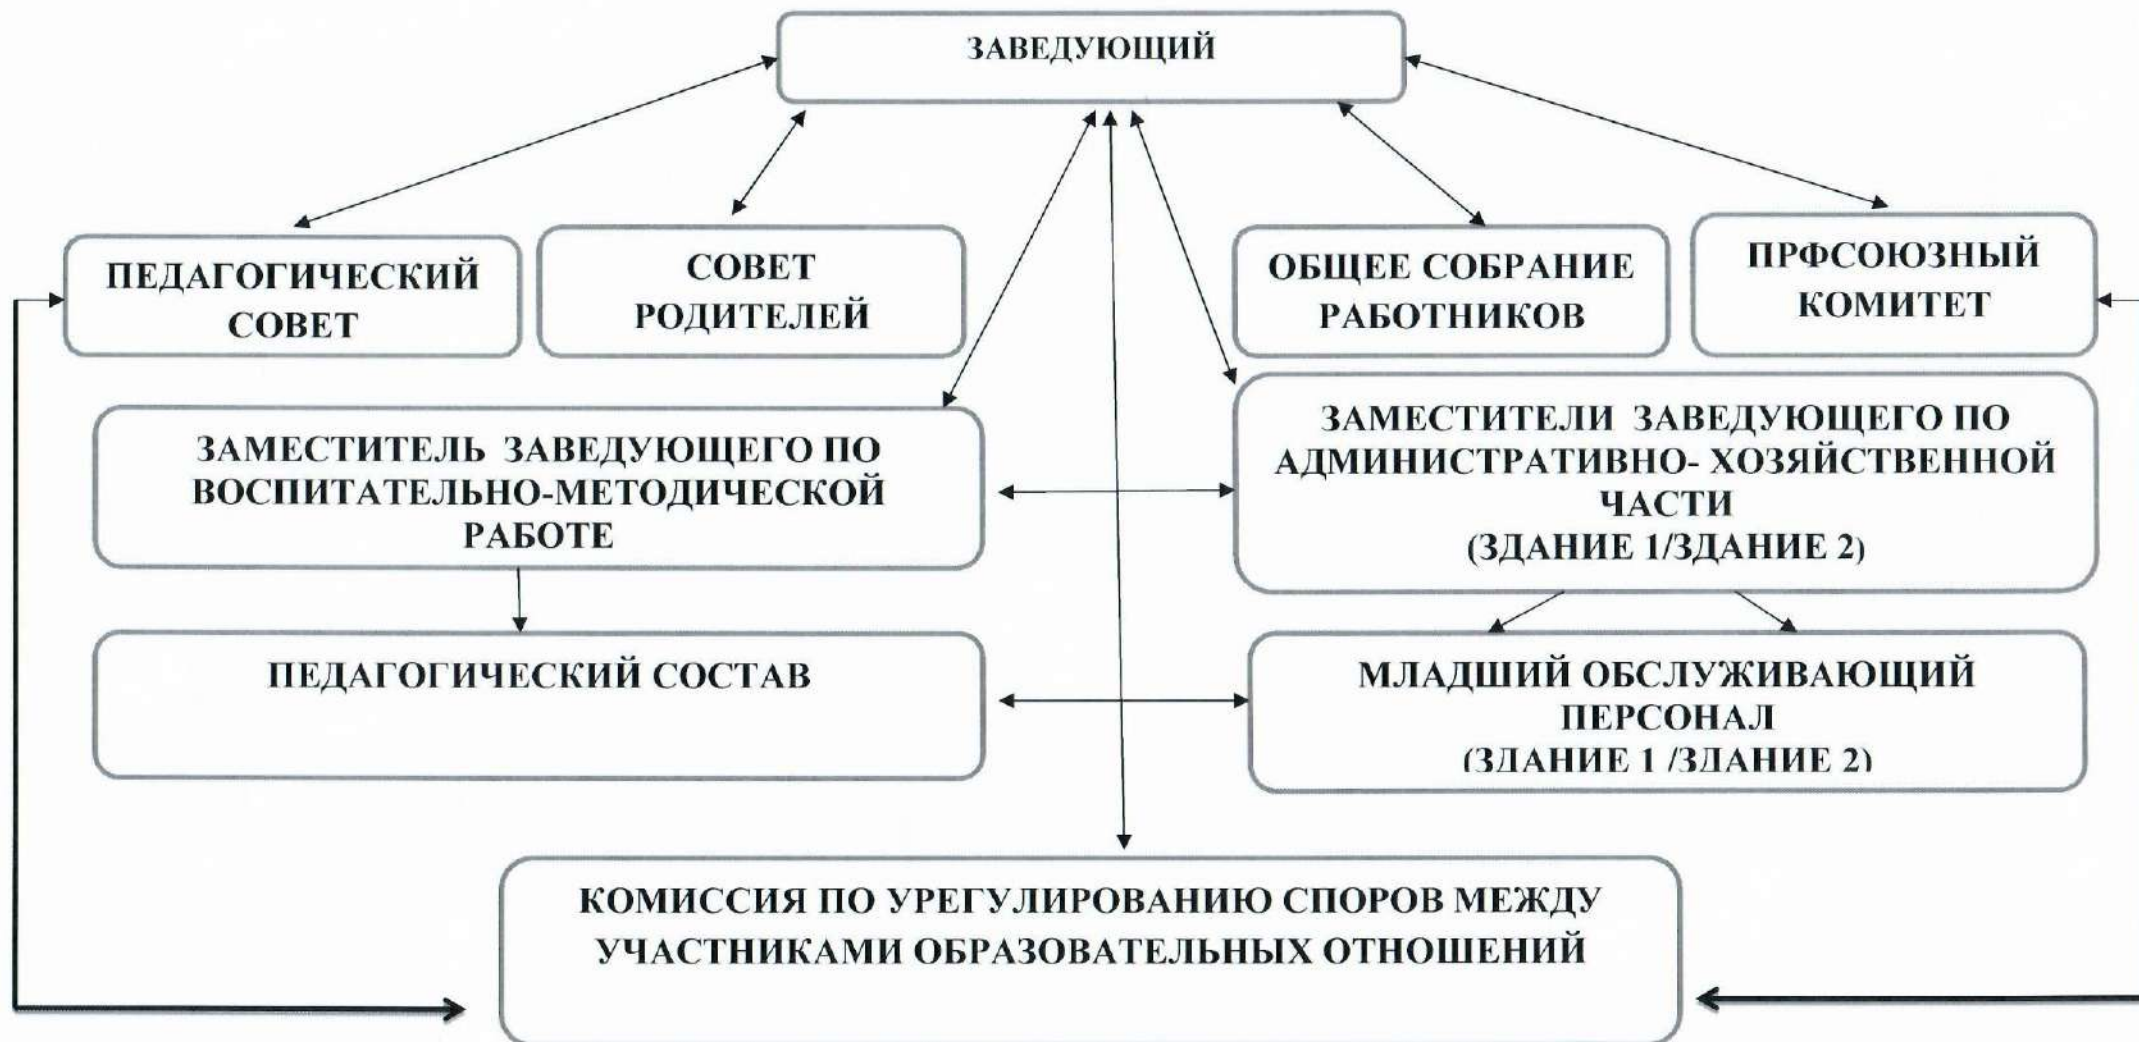 ЗАВЕДУЮЩИЙ
ПЕДАГОГИЧЕСКИЙ
СОВЕТ
СОВЕТ
РОДИТЕЛЕЙ
ОБЩЕЕ СОБРАНИЕ
РАБОТНИКОВ
ПРФСОЮЗНЫЙ
КОМИТЕТ
ЗАМЕСТИТЕЛЬ ЗАВЕДУЮЩЕГО ПО
ВОСПИТАТЕЛЬНО-МЕТОДИЧЕСКОЙ
РАБОТЕ
ЗАМЕСТИТЕЛИ ЗАВЕДУЮЩЕГО ПО
АДМИНИСТРАТИВНО- ХОЗЯЙСТВЕННОЙ
ЧАСТИ
(ЗДАНИЕ 1/ЗДАНИЕ 2)
ПЕДАГОГИЧЕСКИЙ СОСТАВ
МЛАДШИЙ ОБСЛУЖИВАЮЩИЙ
ПЕРСОНАЛ
(ЗДАНИЕ 1 /ЗДАНИЕ 2)
КОМИССИЯ ПО УРЕГУЛИРОВАНИЮ СПОРОВ МЕЖДУ
УЧАСТНИКАМИ ОБРАЗОВАТЕЛЬНЫХ ОТНОШЕНИЙ